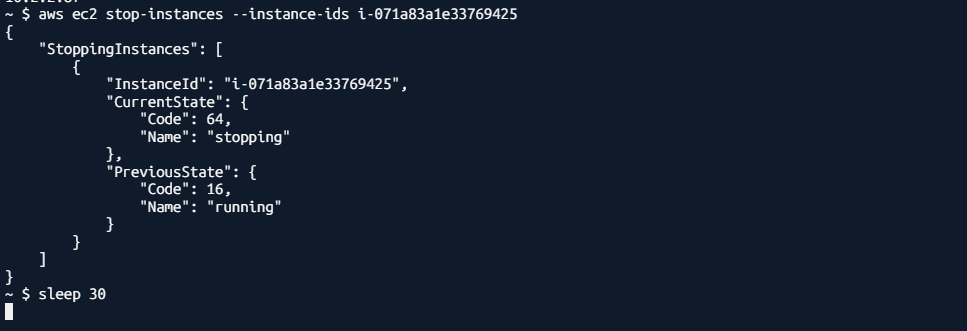 ~ $ aws ec2 stop-instances --instance-ids i-071a83a1e33769425
{
    "StoppingInstances": [
        {
            "InstanceId": "i-071a83a1e33769425",
            "CurrentState": {
                "Code": 64,
                "Name": "stopping"
            },
            "PreviousState": {
                "Code": 16,
                "Name": "running"
            }
        }
    ]
}
~ $ sleep 30